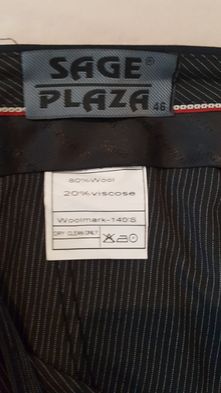 SAGE®
PLAZA 46
80%Wool
20%viscose
Woolmark-140'S
DRY CLEAN ONLY